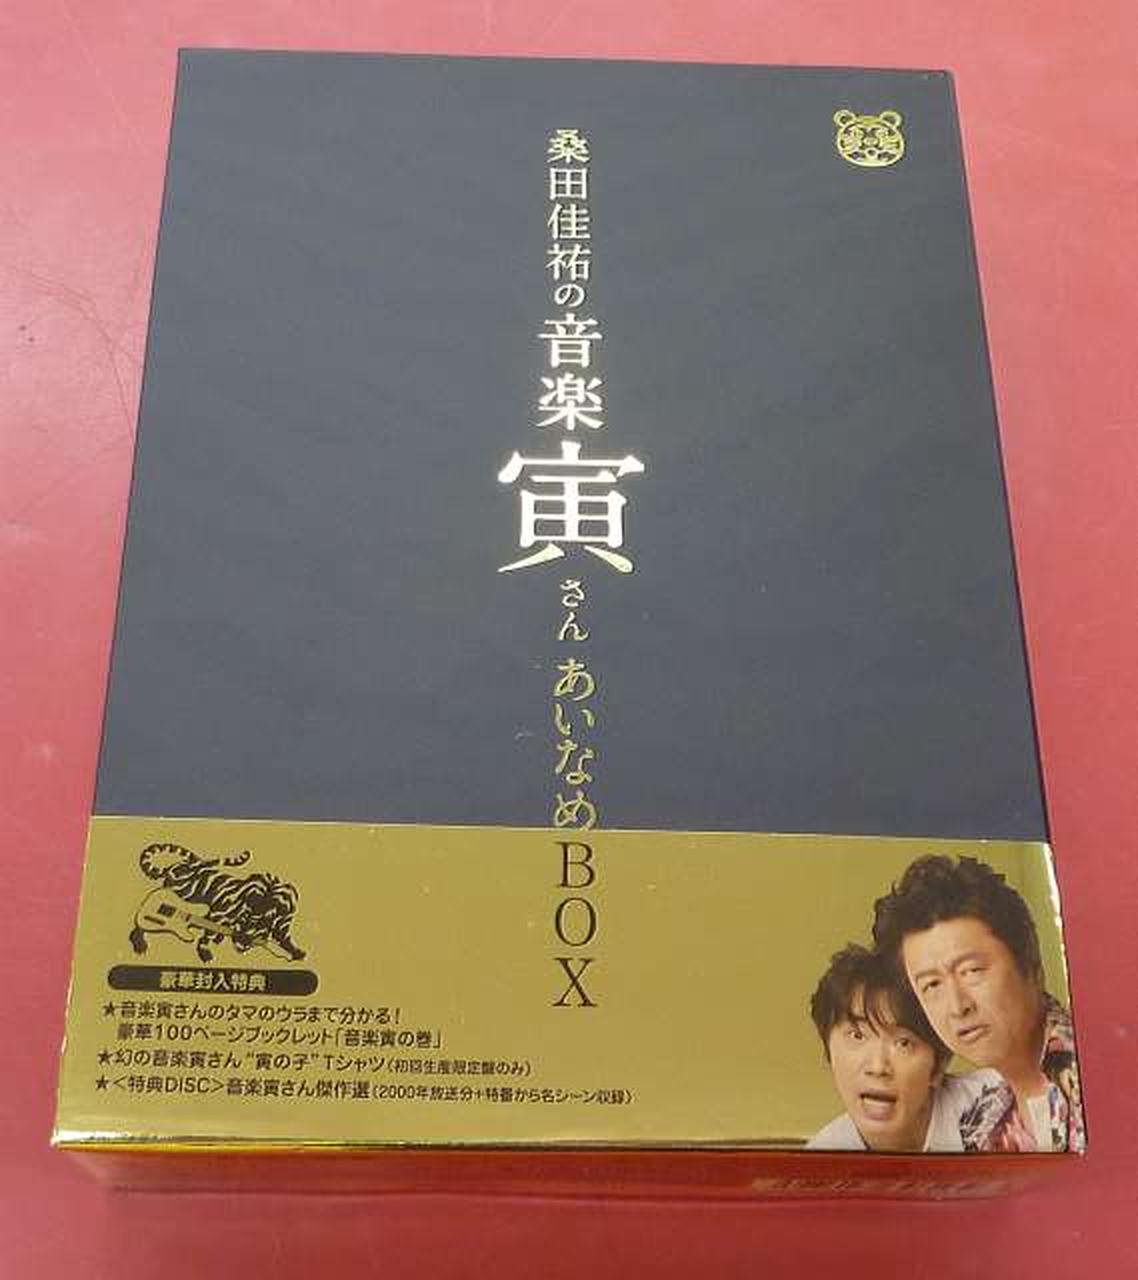 桑田佳祐の音楽寅さん あいなめBOX
豪華封入特典
★音楽寅さんのタマのウラまで分かる!
豪華100ページブックレット「音楽寅の巻」
★幻の音楽寅さん“寅の子”Tシャツ(初回生産限定盤のみ)
★<特典DISC>音楽寅さん傑作選(2000年放送分+特番から名シーン収録)